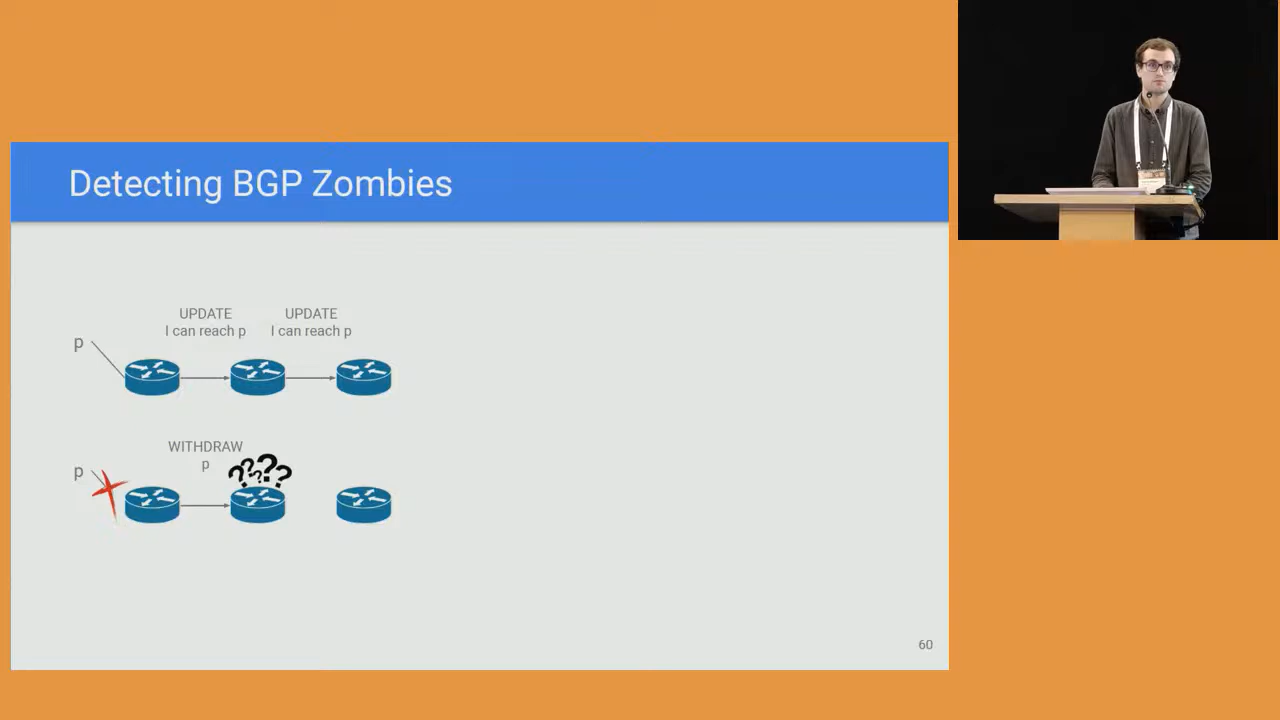 Detecting BGP Zombies
UPDATE
I can reach p
UPDATE
I can reach p
p
WITHDRAW
p
p
?????
60